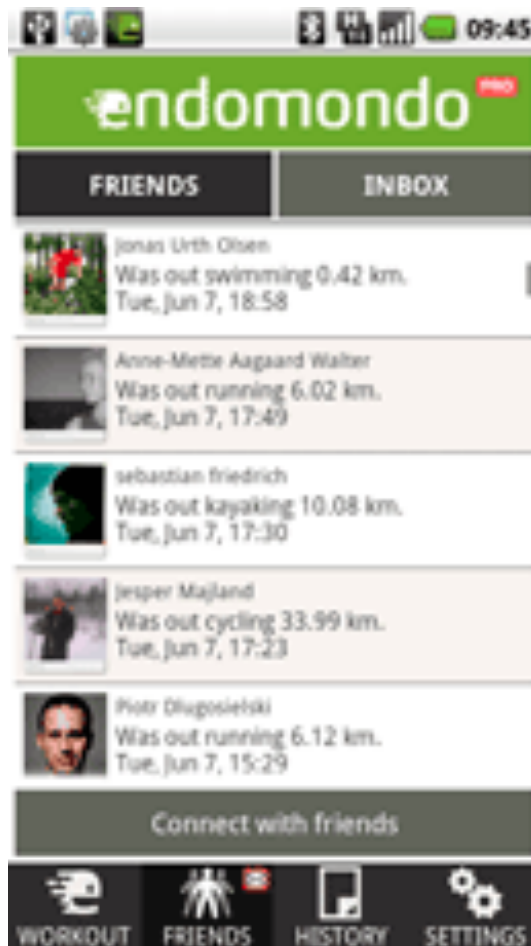 09:45
endomondo PRO
FRIENDS INBOX
Jonas Urth Olsen
Was out swimming 0.42 km.
Tue, Jun 7, 18:58
Anne-Mette Aagaard Walter
Was out running 6.02 km.
Tue, Jun 7, 17:49
sebastian friedrich
Was out kayaking 10.08 km.
Tue, Jun 7, 17:30
Jesper Majland
Was out cycling 33.99 km.
Tue, Jun 7, 17:23
Piotr Dlugosielski
Was out running 6.12 km.
Tue, Jun 7, 15:29
Connect with friends
WORKOUT FRIENDS HISTORY SETTINGS